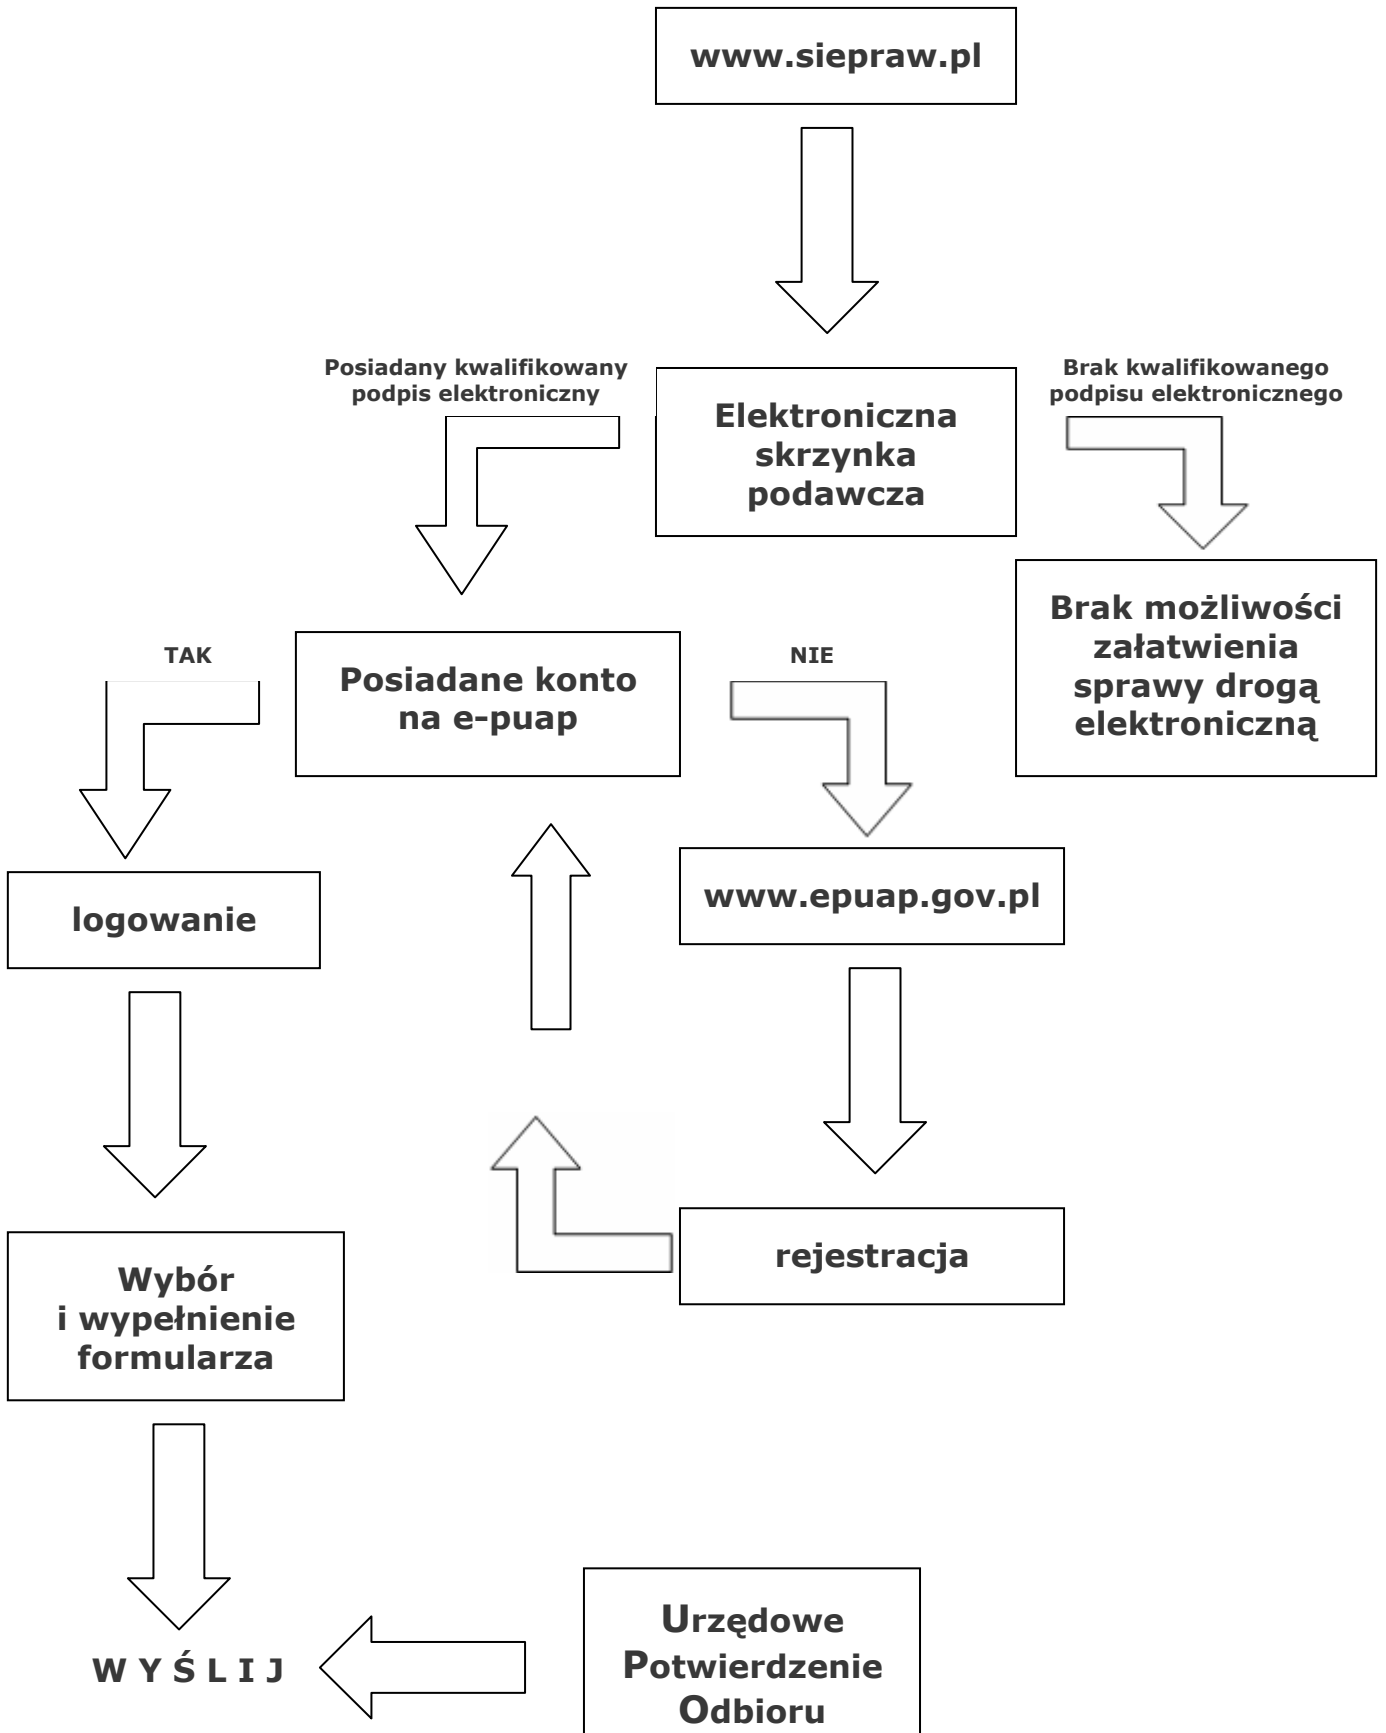 www.siepraw.pl
Posiadany kwalifikowany
podpis elektroniczny
Elektroniczna
skrzynka
podawcza
Brak kwalifikowanego
podpisu elektronicznego
Brak możliwości
załatwienia
sprawy drogą
elektroniczną
TAK
Posiadane konto
na e-puap
NIE
logowanie
www.epuap.gov.pl
Wybór
i wypełnienie
formularza
rejestracja
W Y Ś L I J
Urzędowe
Potwierdzenie
Odbioru